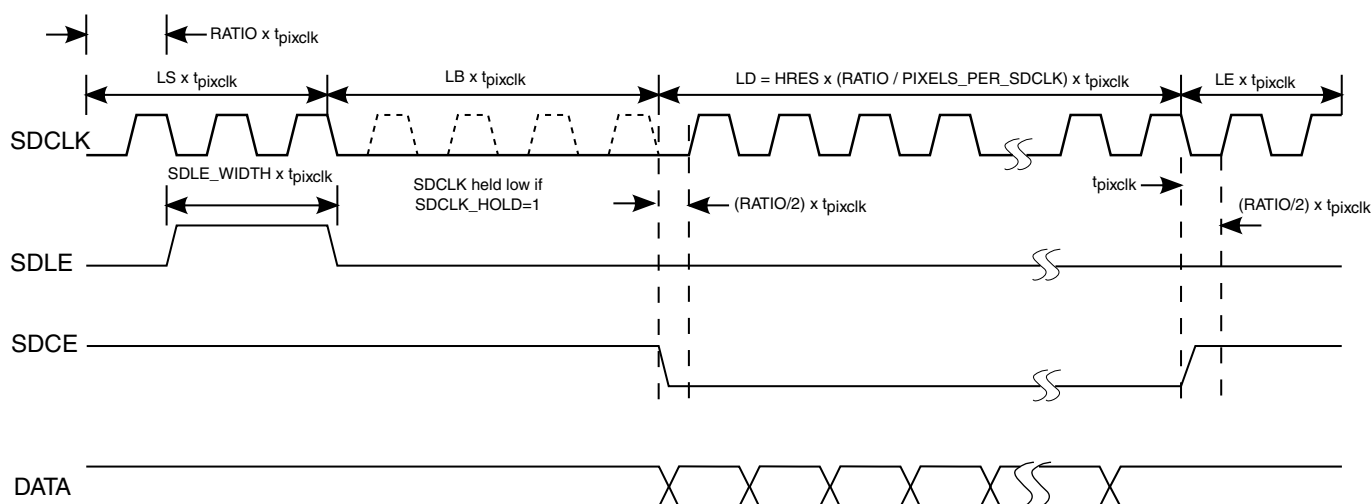 RATIO x tpixclk
LS x tpixclk
LB x tpixclk
LD = HRES x (RATIO / PIXELS_PER_SDCLK) x tpixclk
LE x tpixclk
SDCLK
SDLE_WIDTH x tpixclk
SDCLK held low if
SDCLK_HOLD=1
(RATIO/2) x tpixclk
tpixclk
(RATIO/2) x tpixclk
SDLE
SDCE
DATA